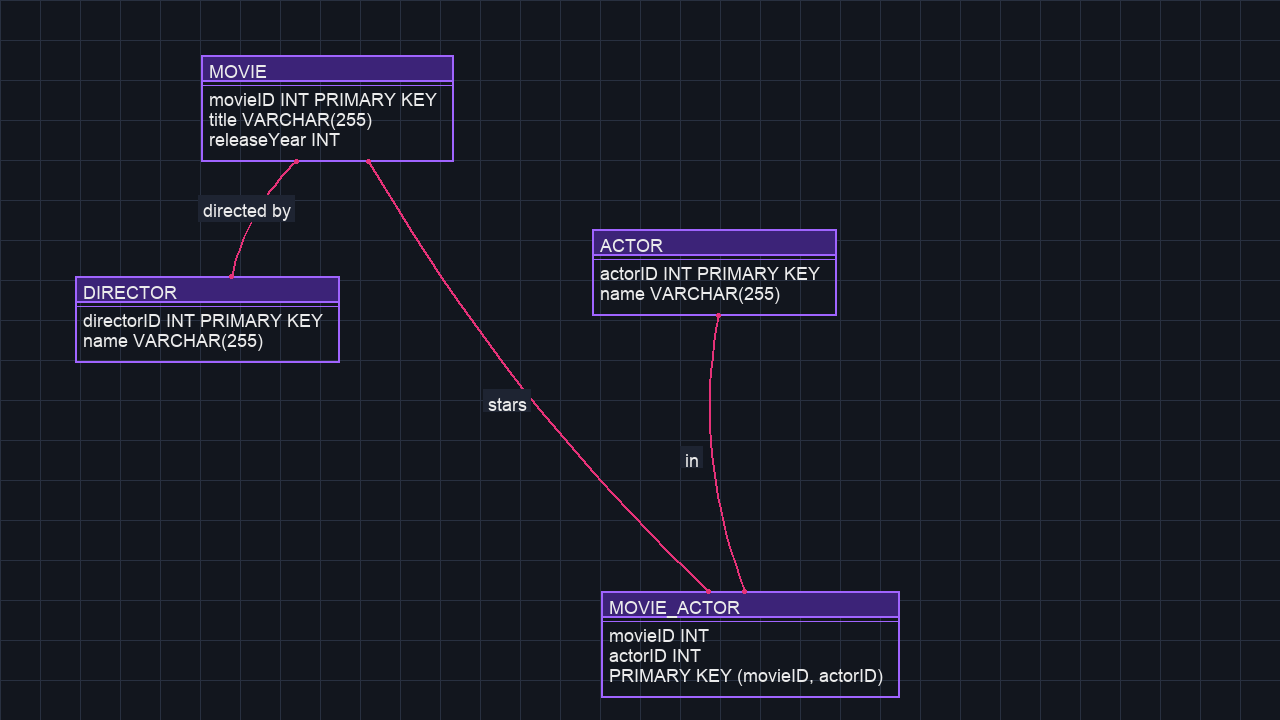 MOVIE
movieID INT PRIMARY KEY
title VARCHAR(255)
releaseYear INT
directed by
DIRECTOR
directorID INT PRIMARY KEY
name VARCHAR(255)
ACTOR
actorID INT PRIMARY KEY
name VARCHAR(255)
stars
in
MOVIE_ACTOR
movieID INT
actorID INT
PRIMARY KEY (movieID, actorID)